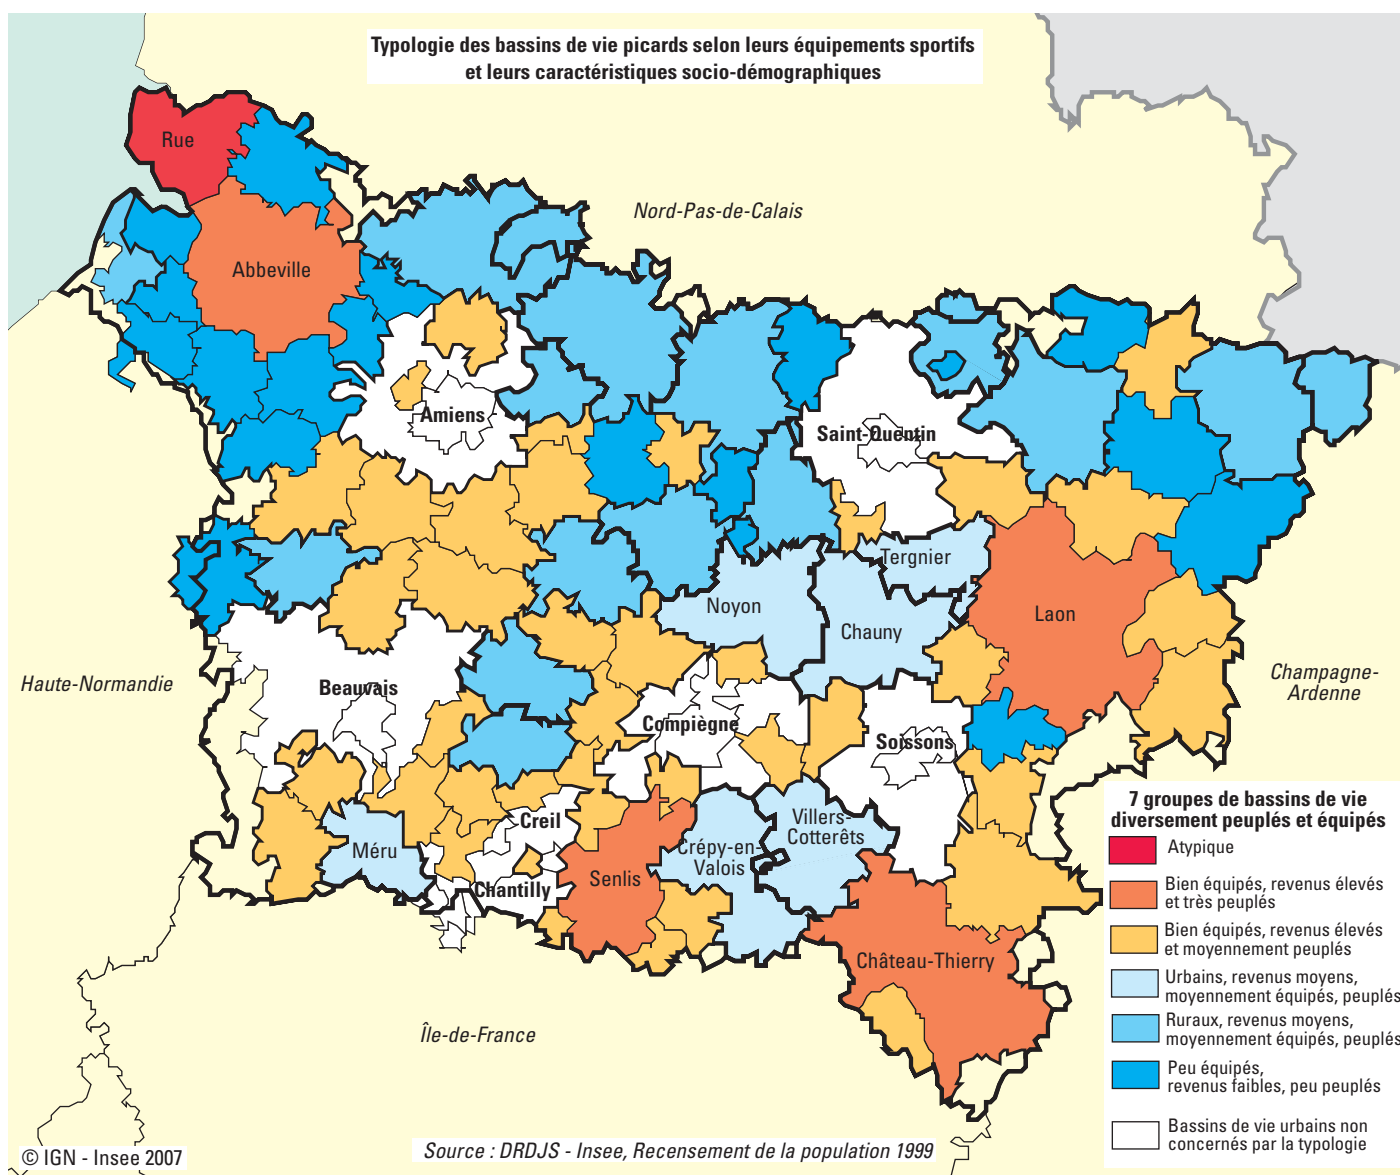 Typologie des bassins de vie picards selon leurs équipements sportifs
et leurs caractéristiques socio-démographiques
Rue
Nord-Pas-de-Calais
Abbeville
Amiens
Saint-Quentin
Tergnier
Noyon
Laon
Chauny
Haute-Normandie
Beauvais
Champagne-
Ardenne
Compiègne
Soissons
Méru
Creil
Chantilly
Senlis
Crépy-en-
Valois
Villers-
Cotterêts
Château-Thierry
Île-de-France
7 groupes de bassins de vie
diversement peuplés et équipés
Atypique
Bien équipés, revenus élevés
et très peuplés
Bien équipés, revenus élevés
et moyennement peuplés
Urbains, revenus moyens,
moyennement équipés, peuplés
Ruraux, revenus moyens,
moyennement équipés, peuplés
Peu équipés,
revenus faibles, peu peuplés
Bassins de vie urbains non
concernés par la typologie
© IGN - Insee 2007
Source : DRDJS - Insee, Recensement de la population 1999